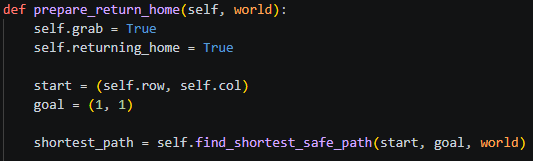 def prepare_return_home(self, world):
    self.grab = True
    self.returning_home = True

    start = (self.row, self.col)
    goal = (1, 1)

    shortest_path = self.find_shortest_safe_path(start, goal, world)